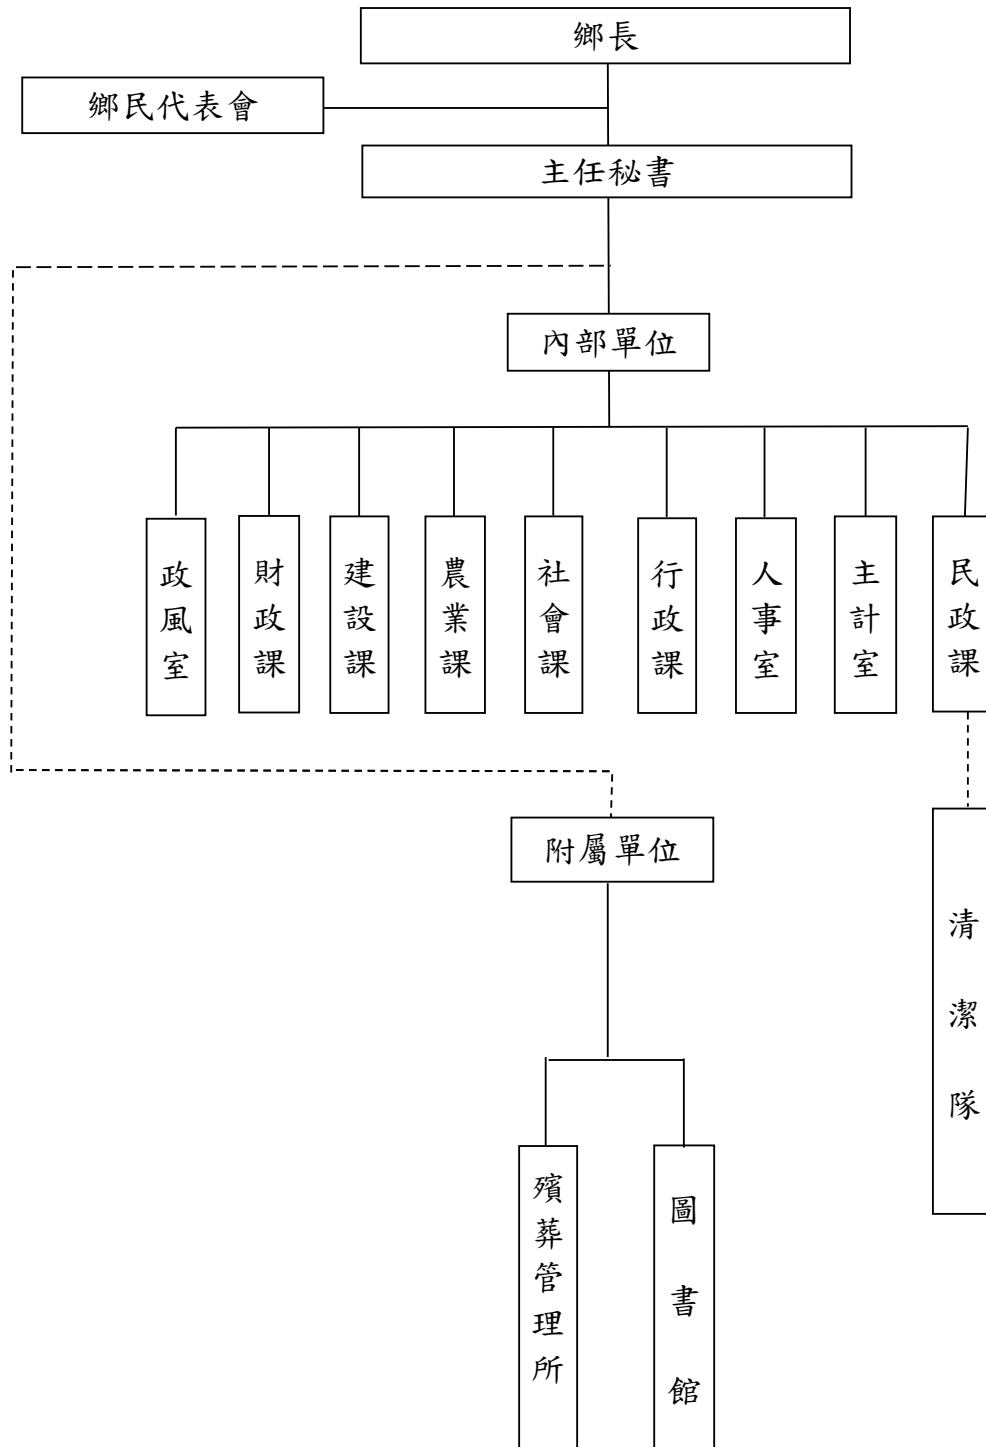 鄉長
鄉民代表會
主任秘書
內部單位
政風室
財政課
建設課
農業課
社會課
行政課
人事室
主計室
民政課
附屬單位
清潔隊
殯葬管理所
圖書館